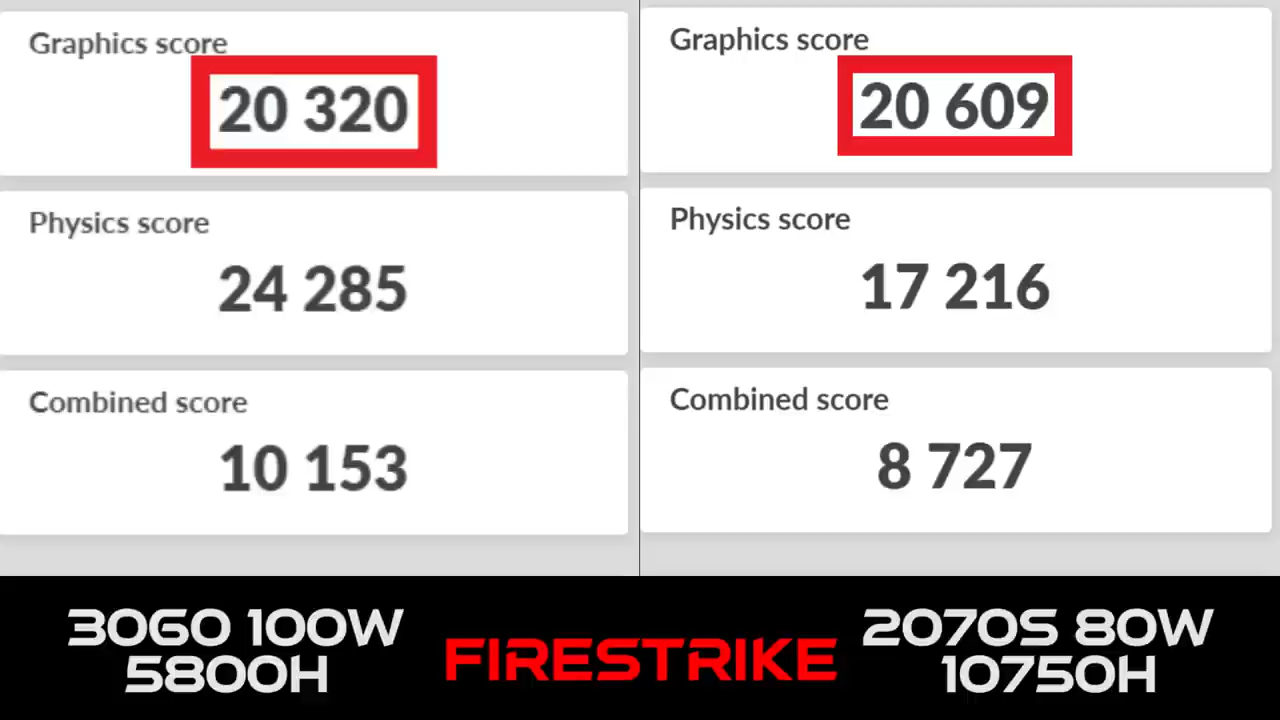 Graphics score
20 320
Physics score
24 285
Combined score
10 153
Graphics score
20 609
Physics score
17 216
Combined score
8 727
3060 100W
5800H
FIRESTRIKE
2070S 80W
10750H